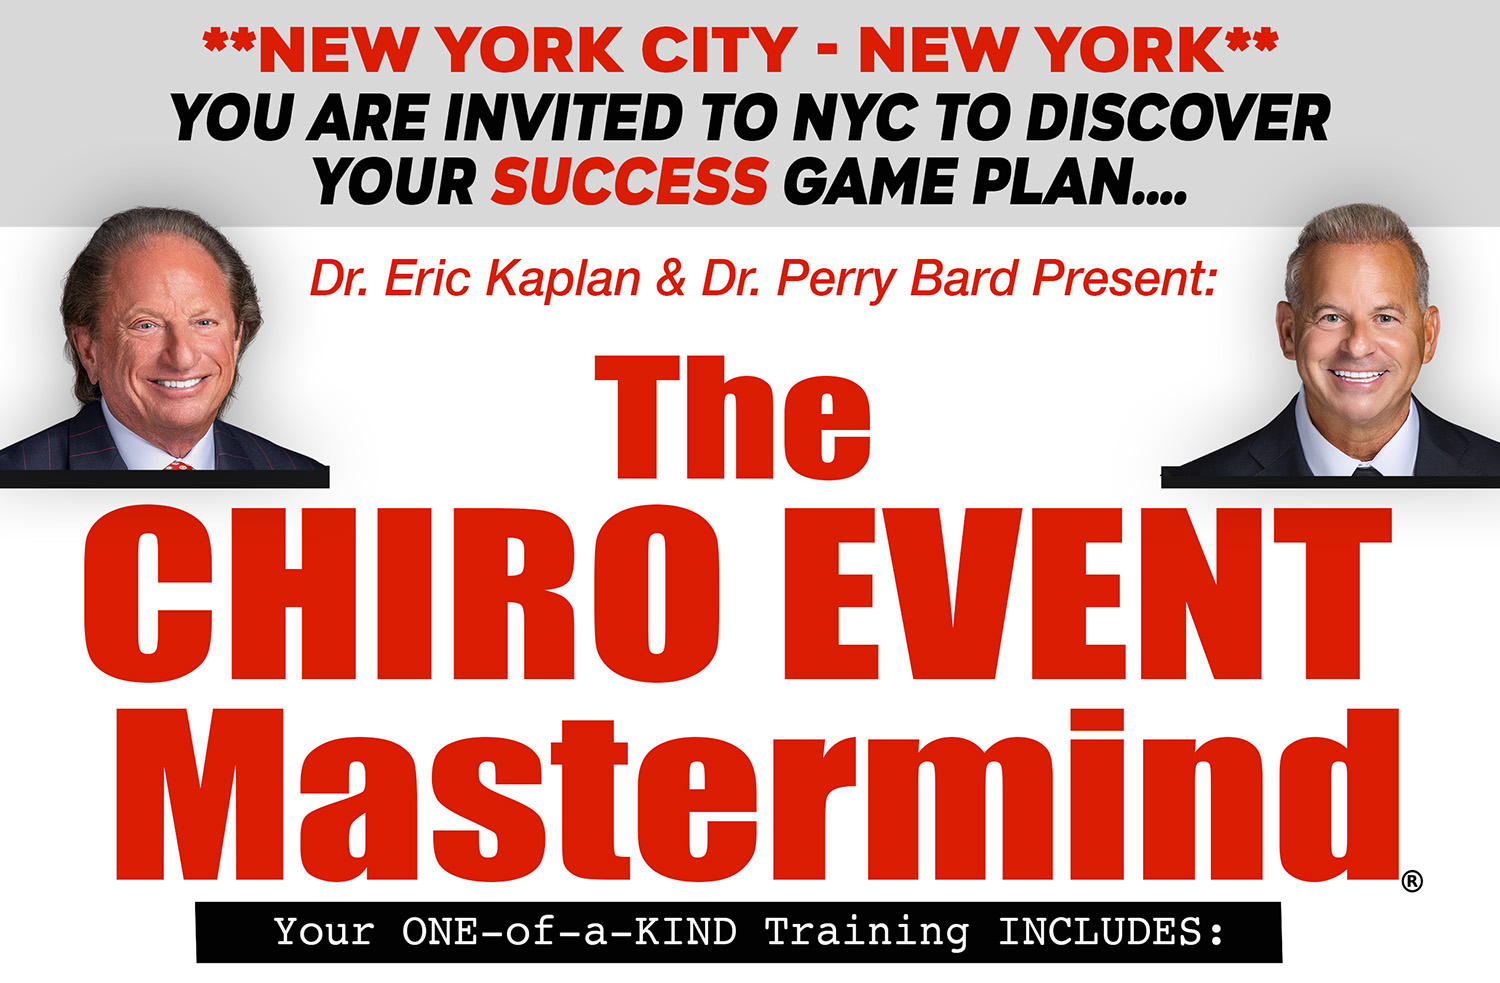 **NEW YORK CITY - NEW YORK**
YOU ARE INVITED TO NYC TO DISCOVER
YOUR SUCCESS GAME PLAN....
Dr. Eric Kaplan & Dr. Perry Bard Present:
The
CHIRO EVENT
Mastermind®
Your ONE-of-a-KIND Training INCLUDES: